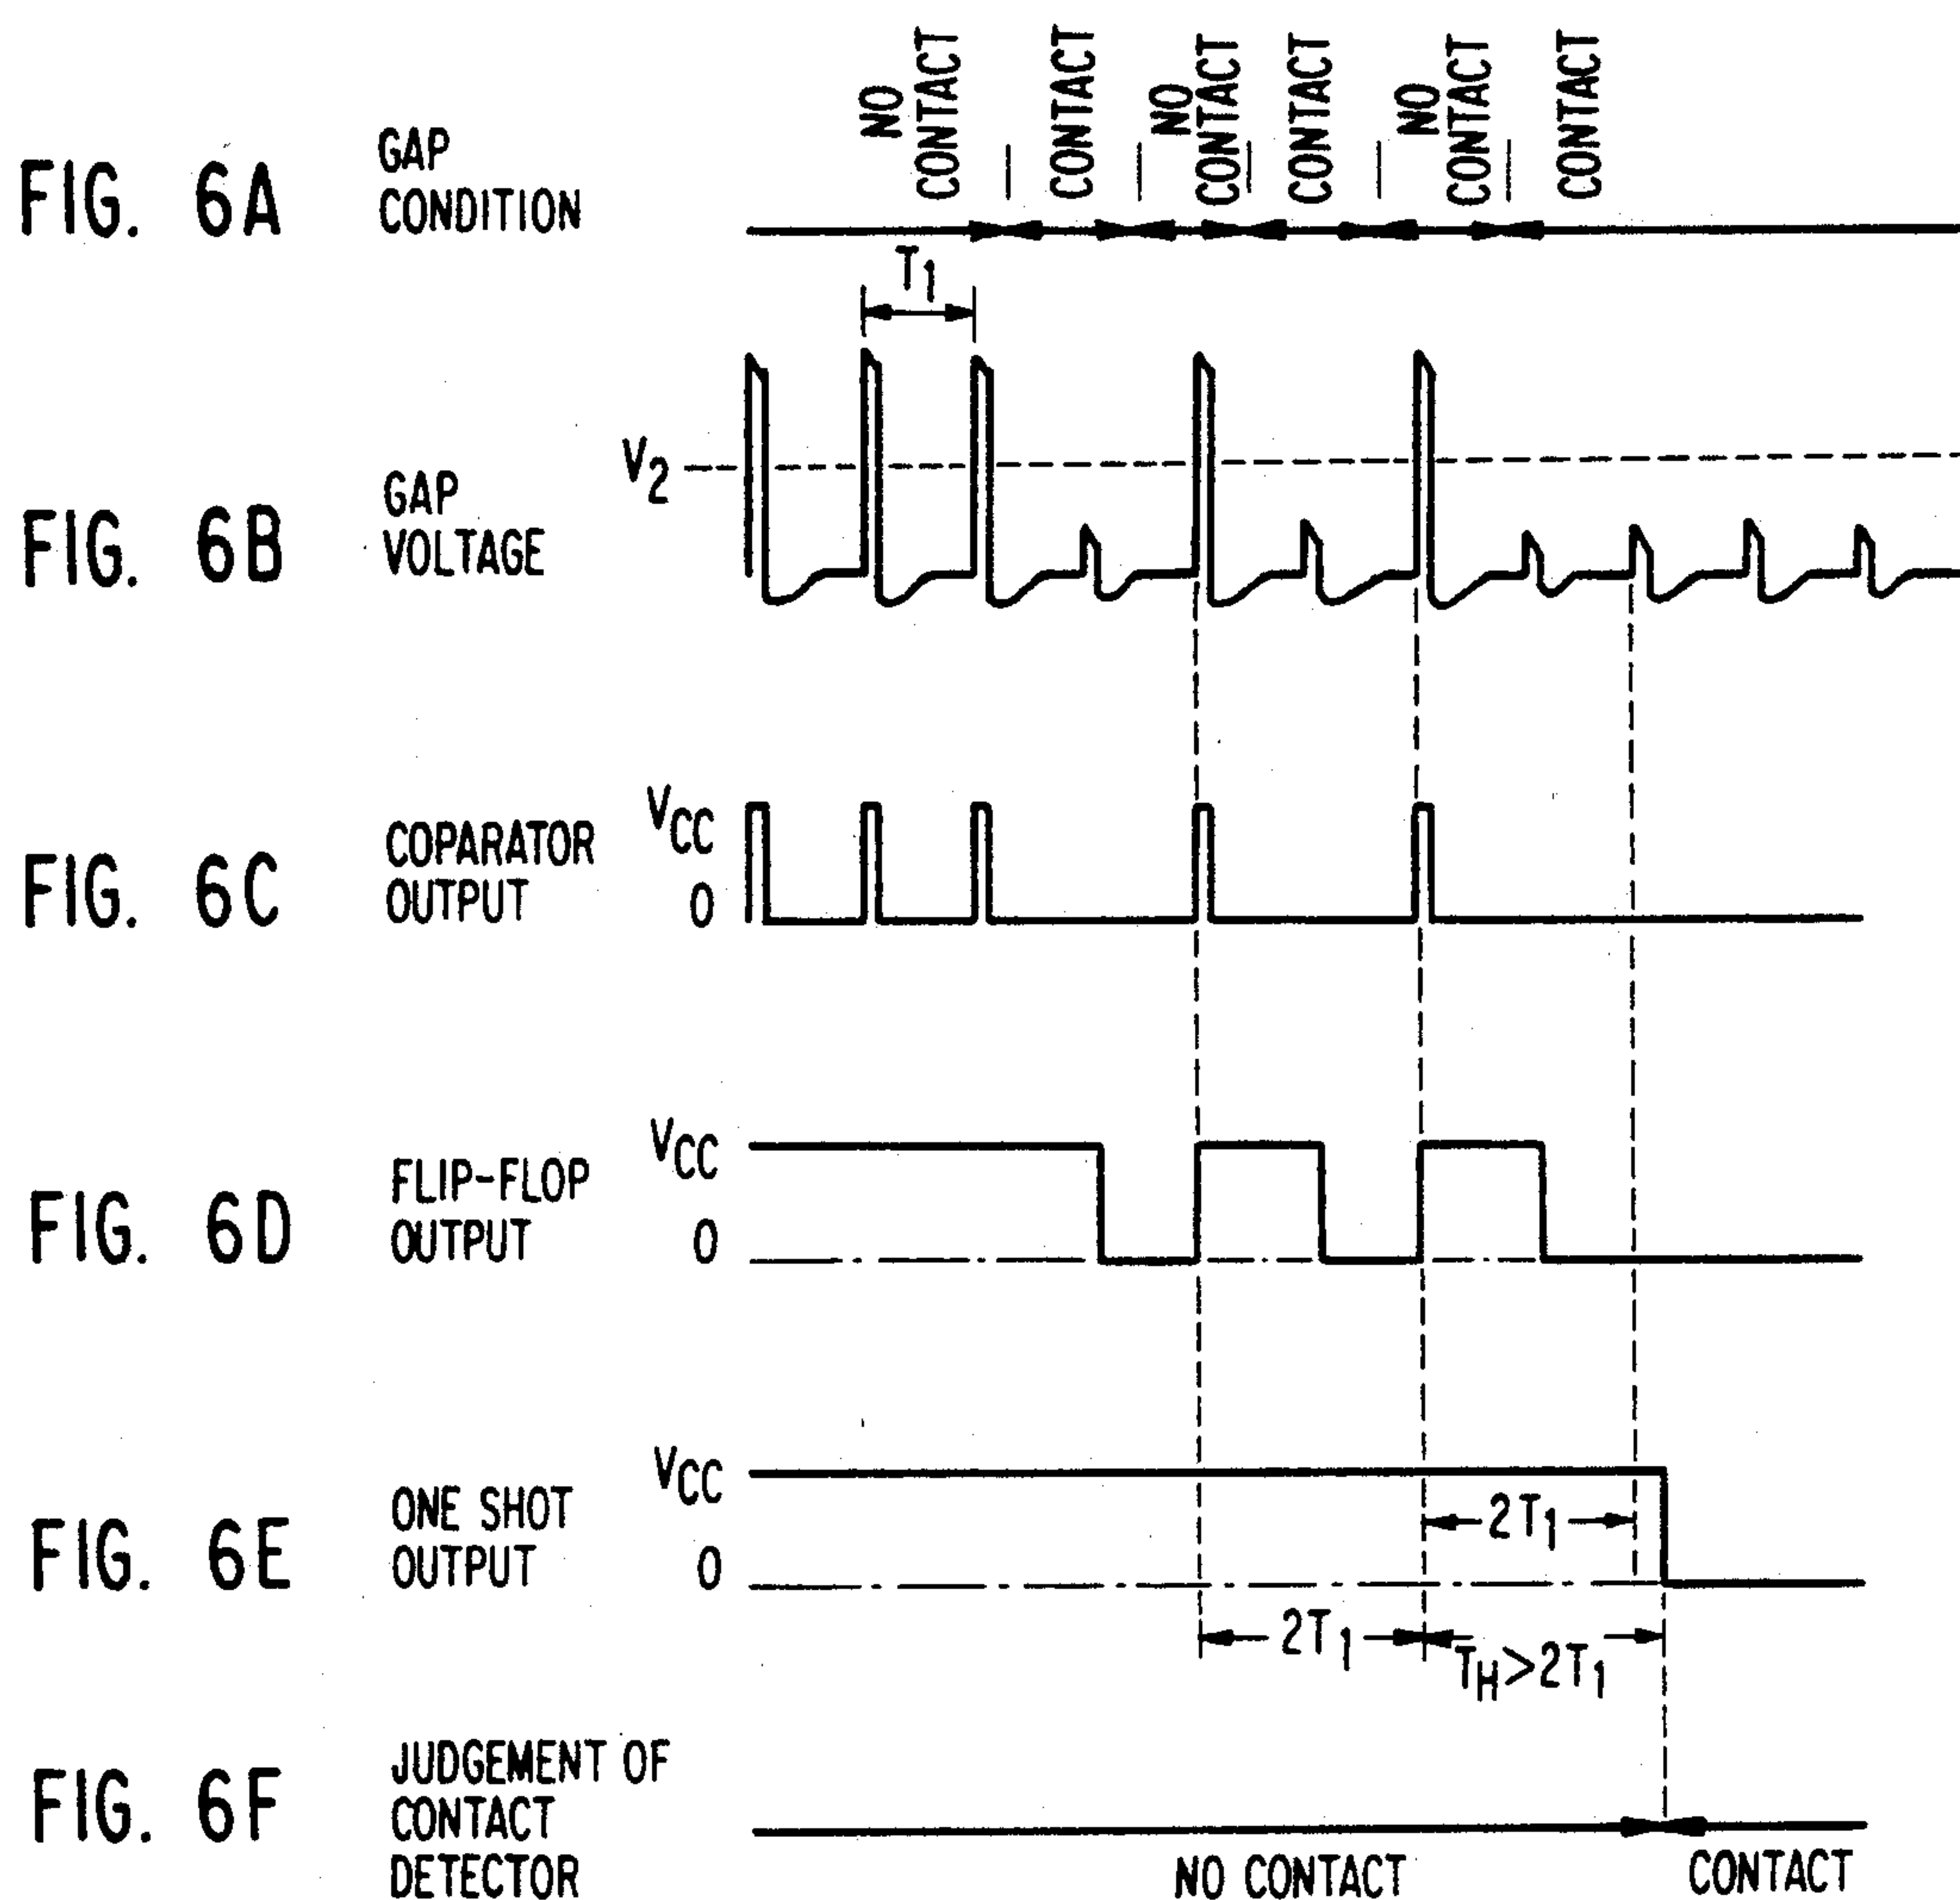 FIG. 6A
GAP
CONDITION
NO
CONTACT
CONTACT
NO
CONTACT
CONTACT
NO
CONTACT
CONTACT
T1
FIG. 6B
GAP
VOLTAGE
V2
FIG. 6C
COPARATOR
OUTPUT
VCC
0
FIG. 6D
FLIP-FLOP
OUTPUT
VCC
0
FIG. 6E
ONE SHOT
OUTPUT
VCC
0
2T1
2T1
TH>2T1
FIG. 6F
JUDGEMENT OF
CONTACT
DETECTOR
NO CONTACT
CONTACT